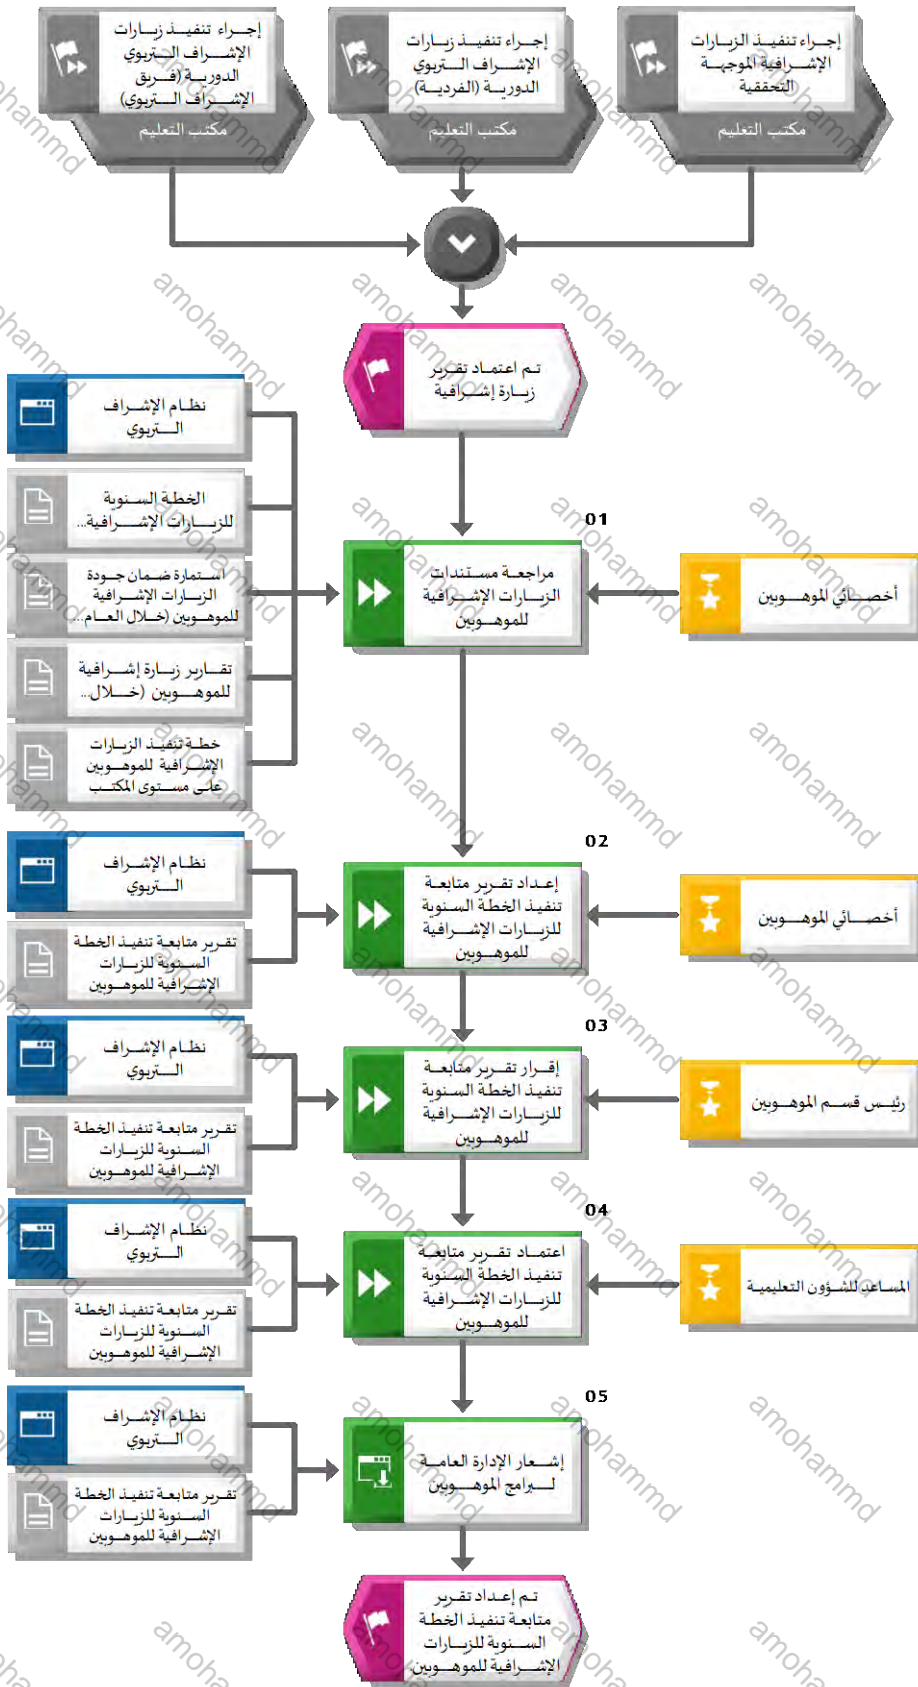 إجراء تنفيذ الزيارات
الإشرافية الموجهة
التحققية)
مكتب التعليم
إجراء تنفيذ زيارات
الإشراف التربوي
الدورية (الفردية)
مكتب التعليم
إجراء تنفيذ زيارات
الإشراف التربوي
الدورية (فريق
الإشراف التربوي)
مكتب التعليم
تم اعتماد تقرير
زيارة إشرافية
01
أخصائي الموهوبين
مراجعة مستندات
الزيارات الإشرافية
للموهوبين
نظام الإشراف
التربوي
الخطة السنوية
للزيارات الإشرافية...
استمارة ضمان جودة
الزيارات الإشرافية
للموهوبين (خلال العام...
تقارير زيارة إشرافية
للموهوبين (خلال...
خطة تنفيذ الزيارات
الإشرافية للموهوبين
على مستوى المكتب
02
أخصائي الموهوبين
إعداد تقرير متابعة
تنفيذ الخطة السنوية
للزيارات الإشرافية
للموهوبين
نظام الإشراف
التربوي
تقرير متابعة تنفيذ الخطة
السنوية للزيارات
الإشرافية للموهوبين
03
رئيس قسم الموهوبين
إقرار تقرير متابعة
تنفيذ الخطة السنوية
للزيارات الإشرافية
للموهوبين
نظام الإشراف
التربوي
تقرير متابعة تنفيذ الخطة
السنوية للزيارات
الإشرافية للموهوبين
04
المساعد للشؤون التعليمية
اعتماد تقرير متابعة
تنفيذ الخطة السنوية
للزيارات الإشرافية
للموهوبين
نظام الإشراف
التربوي
تقرير متابعة تنفيذ الخطة
السنوية للزيارات
الإشرافية للموهوبين
05
إشعار الإدارة العامة
لبرامج الموهوبين
نظام الإشراف
التربوي
تقرير متابعة تنفيذ الخطة
السنوية للزيارات
الإشرافية للموهوبين
تم إعداد تقرير
متابعة تنفيذ الخطة
السنوية للزيارات
الإشرافية للموهوبين
amohammd